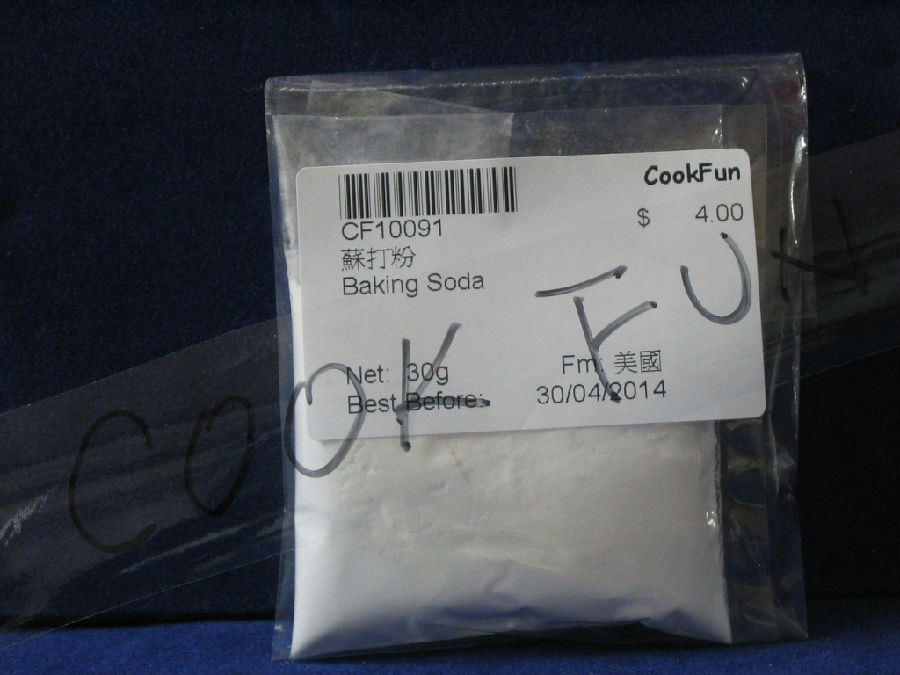 CookFun
$ 4.00
CF10091
蘇打粉
Baking Soda
Net: 30g
Fm: 美國
Best Before:
30/04/2014
COOK FUN